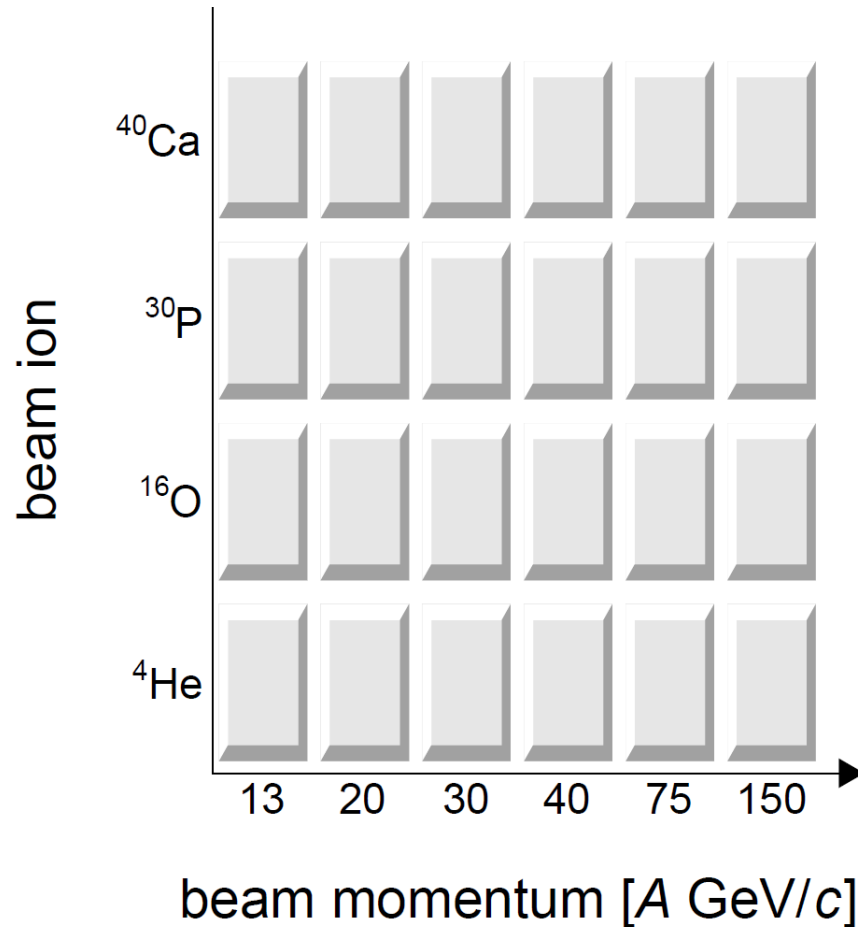 ⁴⁰Ca
³⁰P
¹⁶O
⁴He
beam ion
13 20 30 40 75 150
beam momentum [A GeV/c]